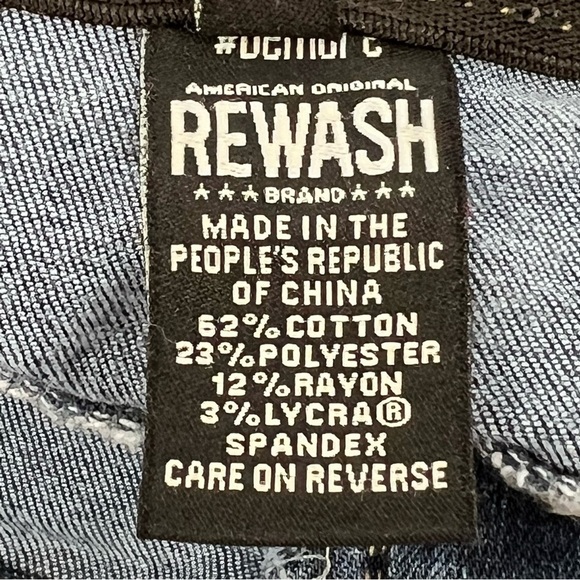 AMERICAN ORIGINAL
REWASH
★★★BRAND★★★
MADE IN THE
PEOPLE'S REPUBLIC
OF CHINA
62% COTTON
23% POLYESTER
12% RAYON
3% LYCRA®
SPANDEX
CARE ON REVERSE